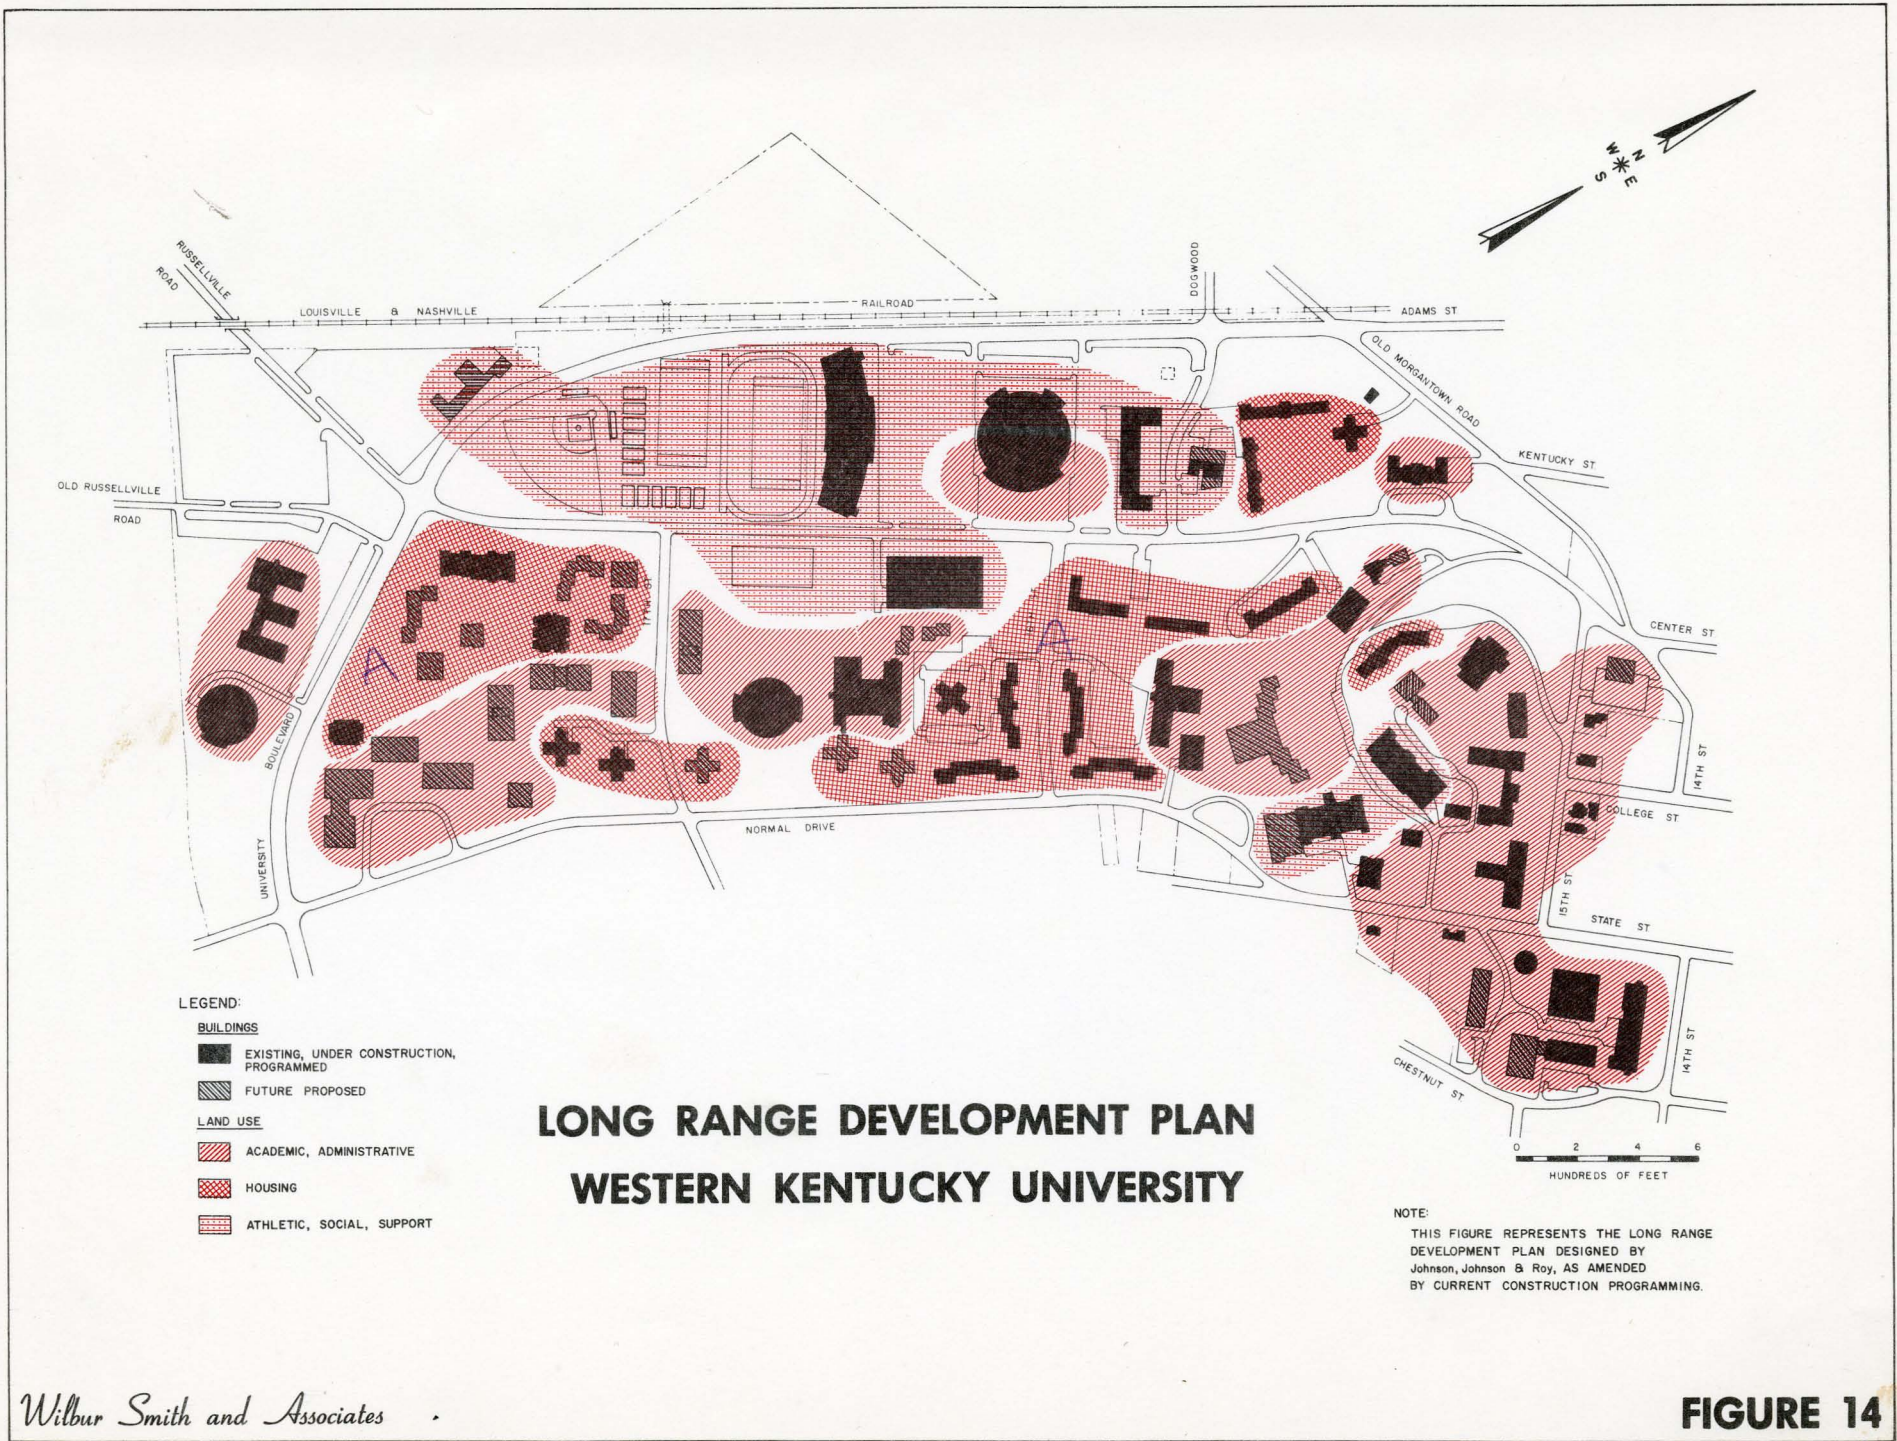 N
W
E
S
DOGWOOD
RUSSELLVILLE
ROAD
LOUISVILLE & NASHVILLE
RAILROAD
ADAMS ST
OLD MORGANTOWN ROAD
KENTUCKY ST.
OLD RUSSELLVILLE
ROAD
CENTER ST
A
A
14TH ST
COLLEGE ST
BOULEVARD
UNIVERSITY
NORMAL DRIVE
15TH ST
STATE ST
14TH ST
CHESTNUT ST.
LEGEND:
BUILDINGS
EXISTING, UNDER CONSTRUCTION,
PROGRAMMED
FUTURE PROPOSED
LAND USE
ACADEMIC, ADMINISTRATIVE
HOUSING
ATHLETIC, SOCIAL, SUPPORT
LONG RANGE DEVELOPMENT PLAN
WESTERN KENTUCKY UNIVERSITY
0 2 4 6
HUNDREDS OF FEET
NOTE:
THIS FIGURE REPRESENTS THE LONG RANGE
DEVELOPMENT PLAN DESIGNED BY
Johnson, Johnson & Roy, AS AMENDED
BY CURRENT CONSTRUCTION PROGRAMMING.
Wilbur Smith and Associates
FIGURE 14